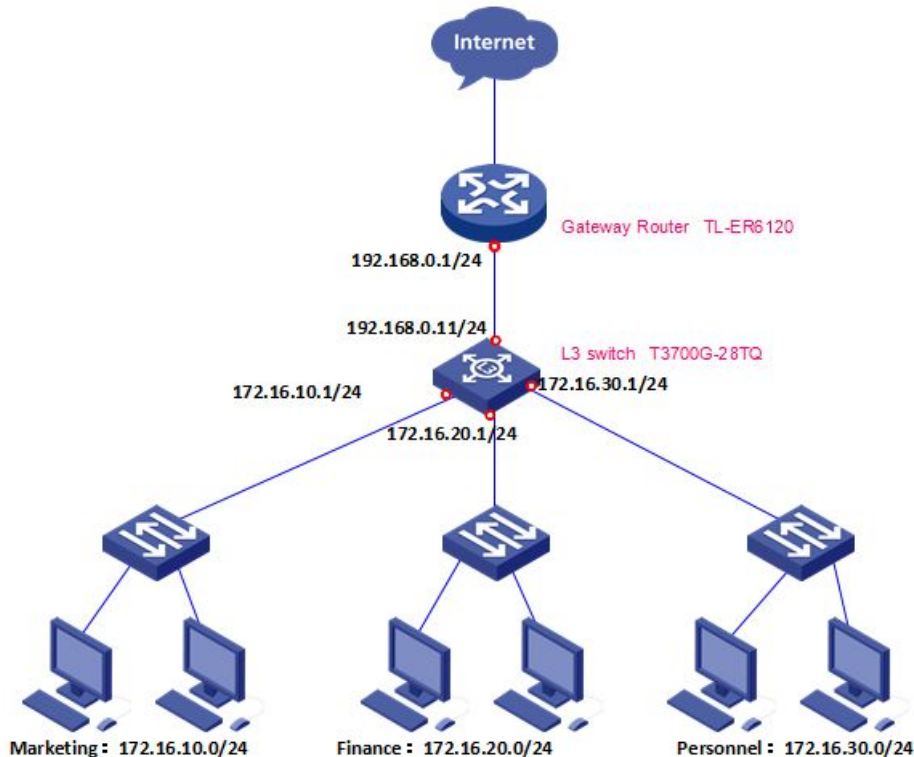 Internet
Gateway Router TL-ER6120
192.168.0.1/24
192.168.0.11/24
L3 switch T3700G-28TQ
172.16.10.1/24
172.16.30.1/24
172.16.20.1/24
Marketing： 172.16.10.0/24
Finance： 172.16.20.0/24
Personnel： 172.16.30.0/24